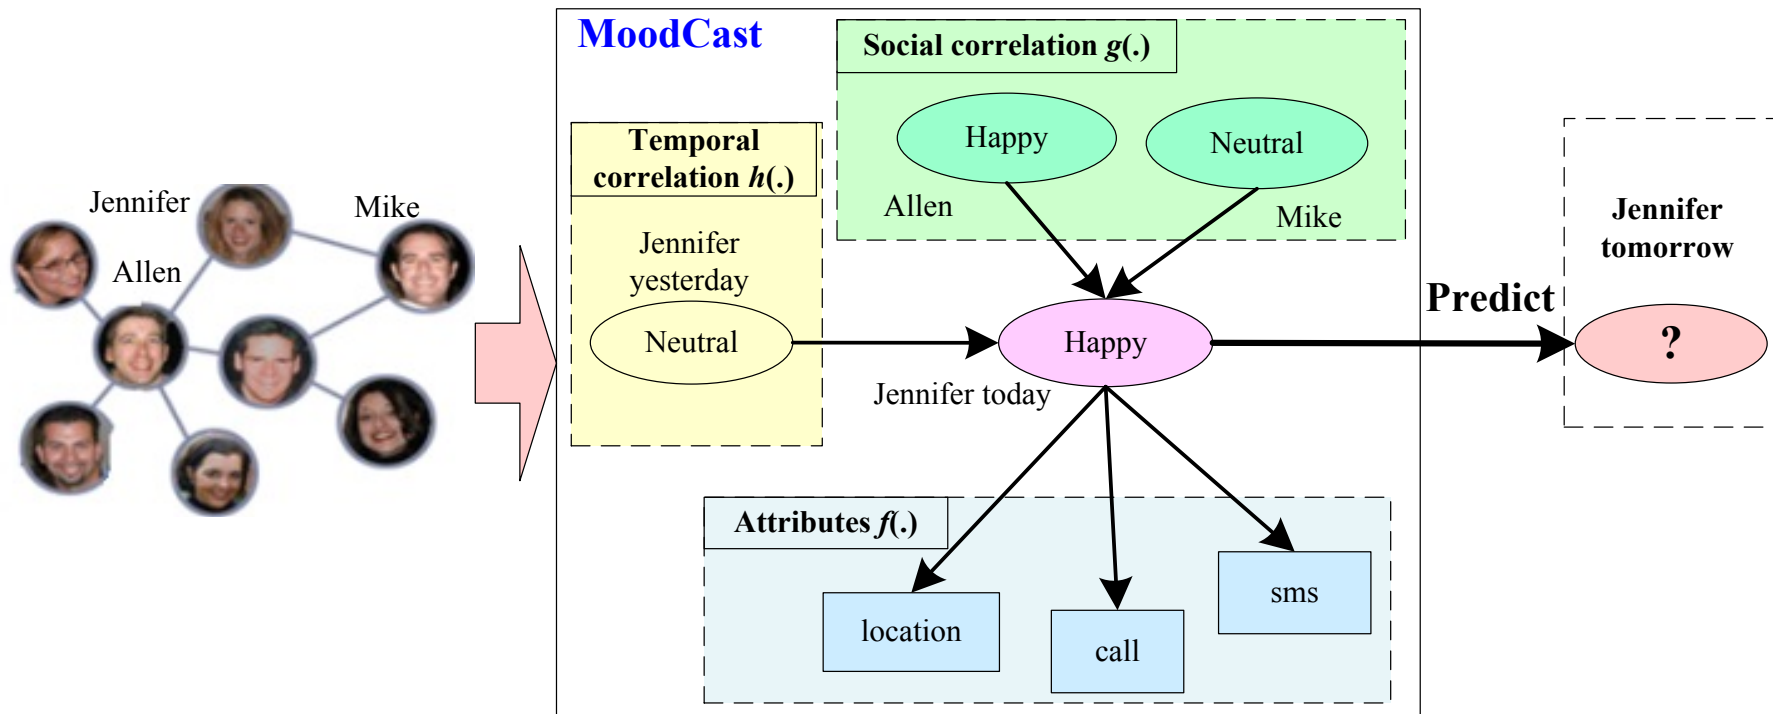 MoodCast
Social correlation g(.)
Happy
Neutral
Allen
Mike
Temporal
correlation h(.)
Jennifer
yesterday
Neutral
Jennifer
Mike
Allen
Happy
Jennifer today
Predict
Jennifer
tomorrow
?
Attributes f(.)
location
call
sms